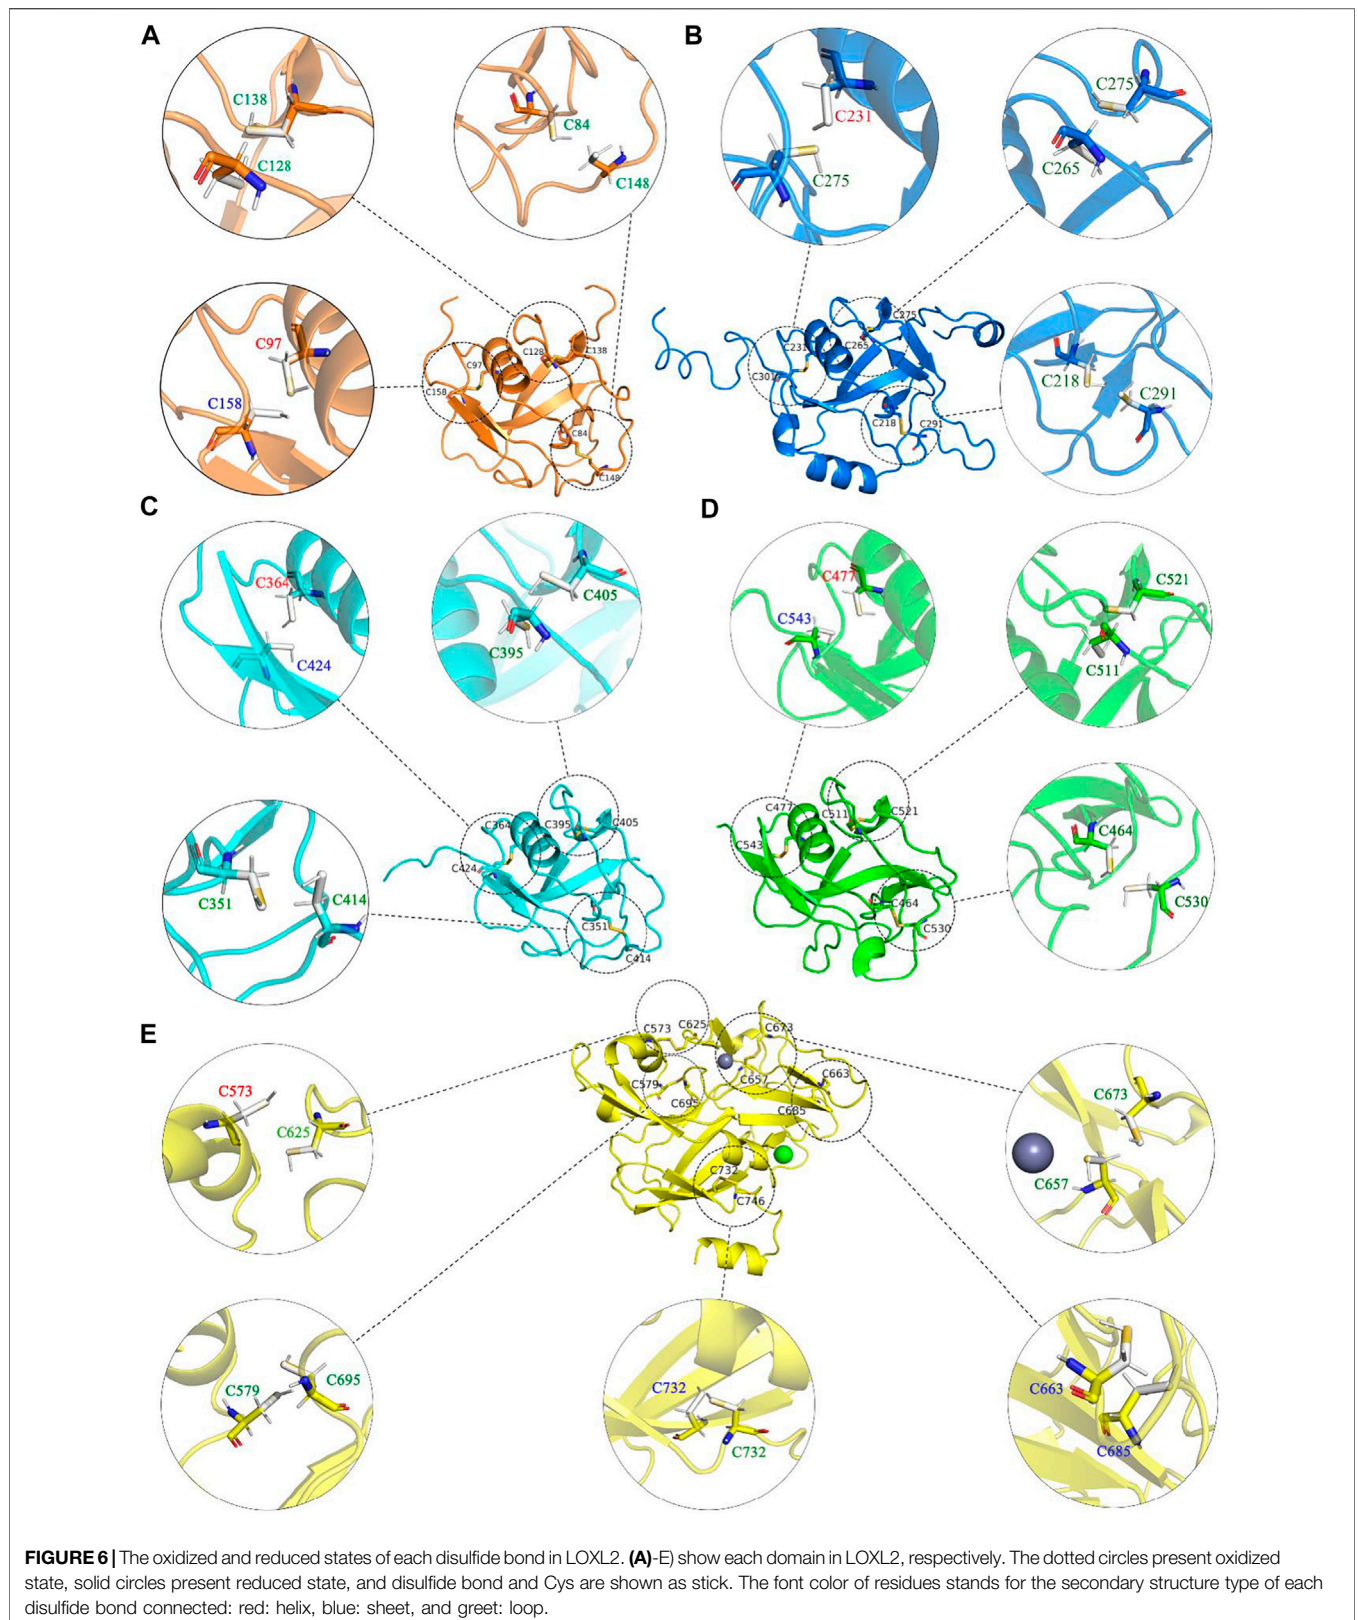 A
C138
C128
C84
C148
C97
C158
C97
C158
C128
C138
C84
C148
B
C231
C275
C275
C265
C218
C291
C231
C301
C265
C275
C218
C291
C
C364
C424
C405
C395
C351
C414
C364
C395
C405
C424
C351
C414
D
C477
C543
C521
C511
C464
C530
C477
C511
C521
C543
C464
C530
E
C573
C625
C573
C625
C673
C579
C657
C663
C695
C685
C732
C746
C673
C657
C579
C695
C732
C732
C663
C685
FIGURE 6 | The oxidized and reduced states of each disulfide bond in LOXL2. (A)-E) show each domain in LOXL2, respectively. The dotted circles present oxidized
state, solid circles present reduced state, and disulfide bond and Cys are shown as stick. The font color of residues stands for the secondary structure type of each
disulfide bond connected: red: helix, blue: sheet, and greet: loop.